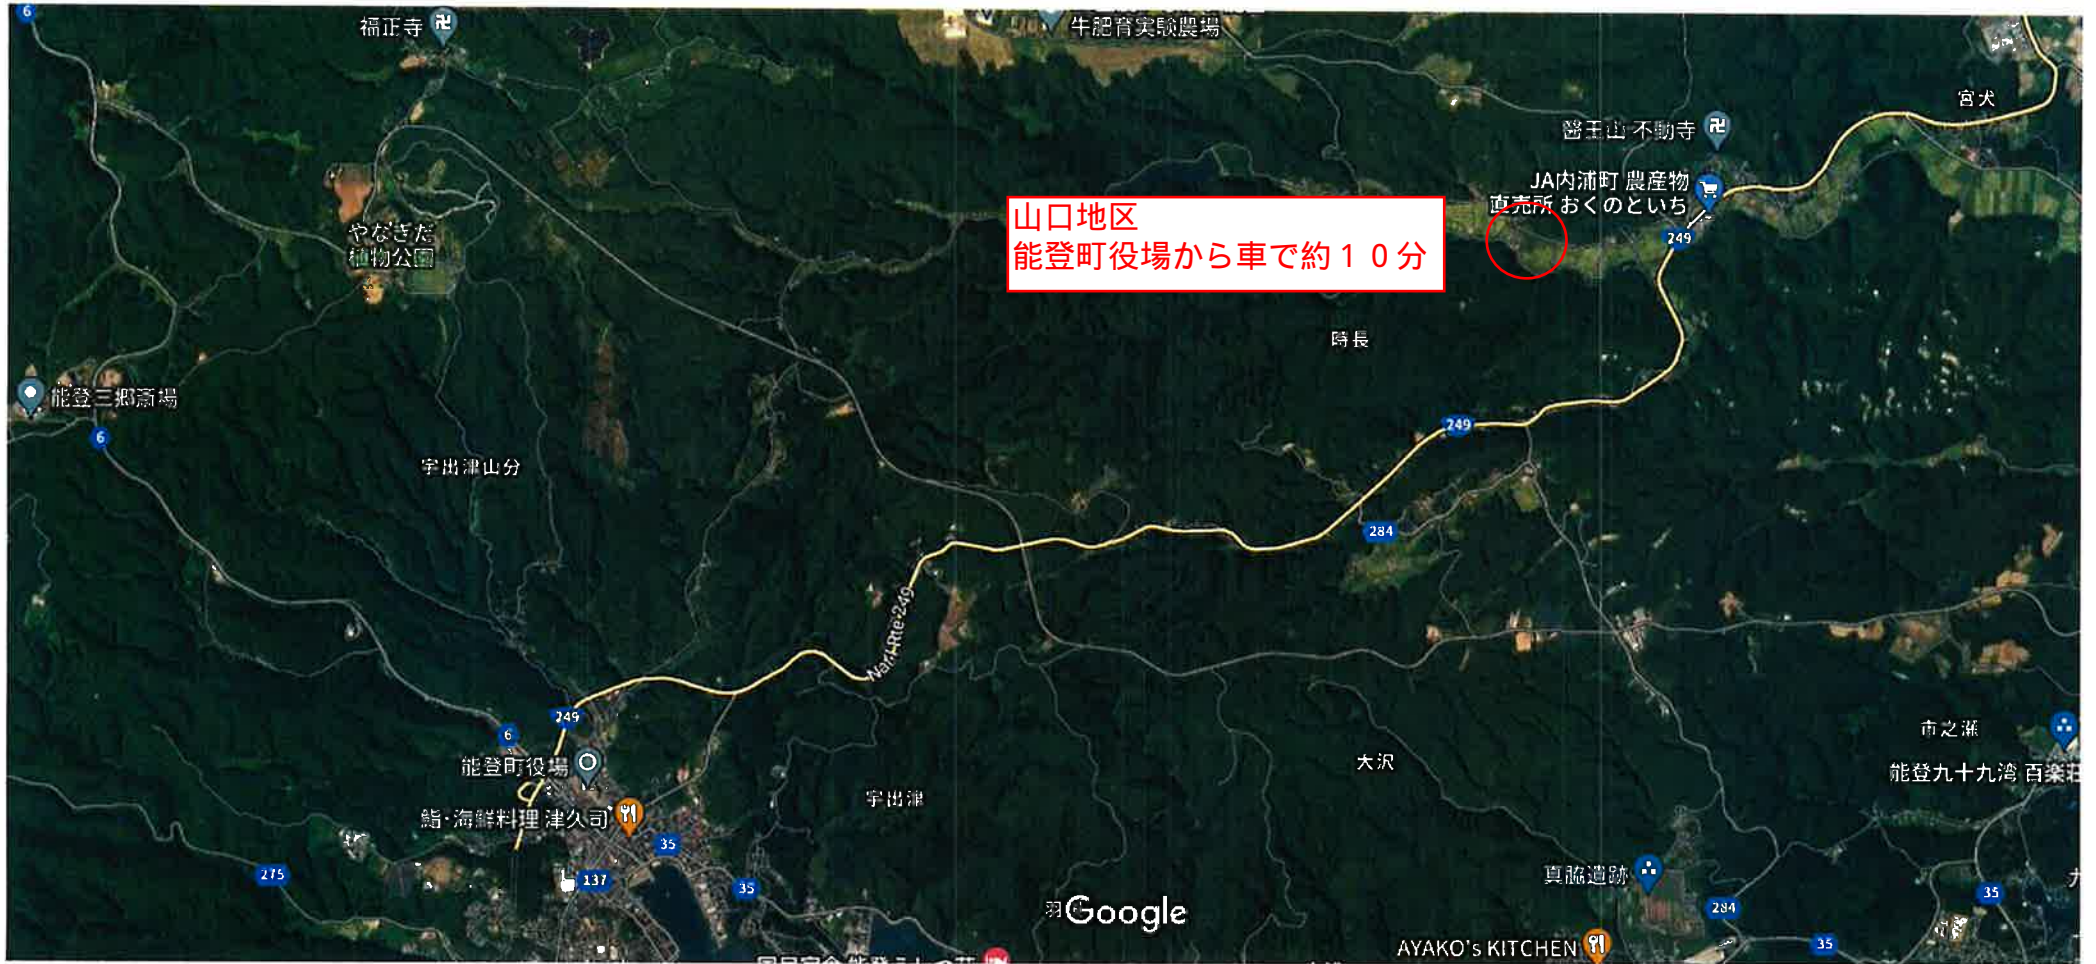 6
福正寺
牛肥育実験農場
宮犬
醫王山 不動寺
JA内浦町 農産物
直売所 おくのといち
249
山口地区
能登町役場から車で約１０分
やなぎだ
植物公園
時長
能登三郷斎場
6
249
宇出津山分
284
Natl Rte 249
249
6
能登町役場
市之瀬
能登九十九湾 百楽荘
大沢
宇出津
鮨・海鮮料理 津久司
35
275
137
35
真脇遺跡
35
284
Google
AYAKO's KITCHEN
35